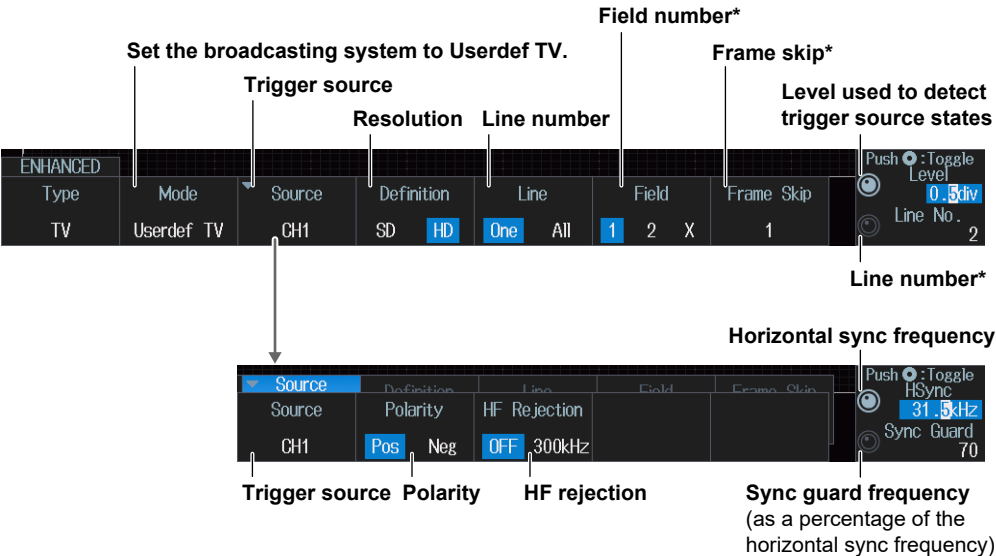 Field number*
Set the broadcasting system to Userdef TV.
Frame skip*
Trigger source
Level used to detect
trigger source states
Resolution
Line number
ENHANCED
Type
Mode
Source
Definition
Line
Field
Frame Skip
Push :Toggle
Level
0.5div
TV
Userdef TV
CH1
SD
HD
One
All
1
2
X
1
Line No.
2
Line number*
Horizontal sync frequency
Source
Definition
Line
Field
Frame Skip
Push :Toggle
HSync
31.5kHz
Source
Polarity
HF Rejection
CH1
Pos
Neg
OFF
300kHz
Sync Guard
70
Trigger source
Polarity
HF rejection
Sync guard frequency
(as a percentage of the
horizontal sync frequency)